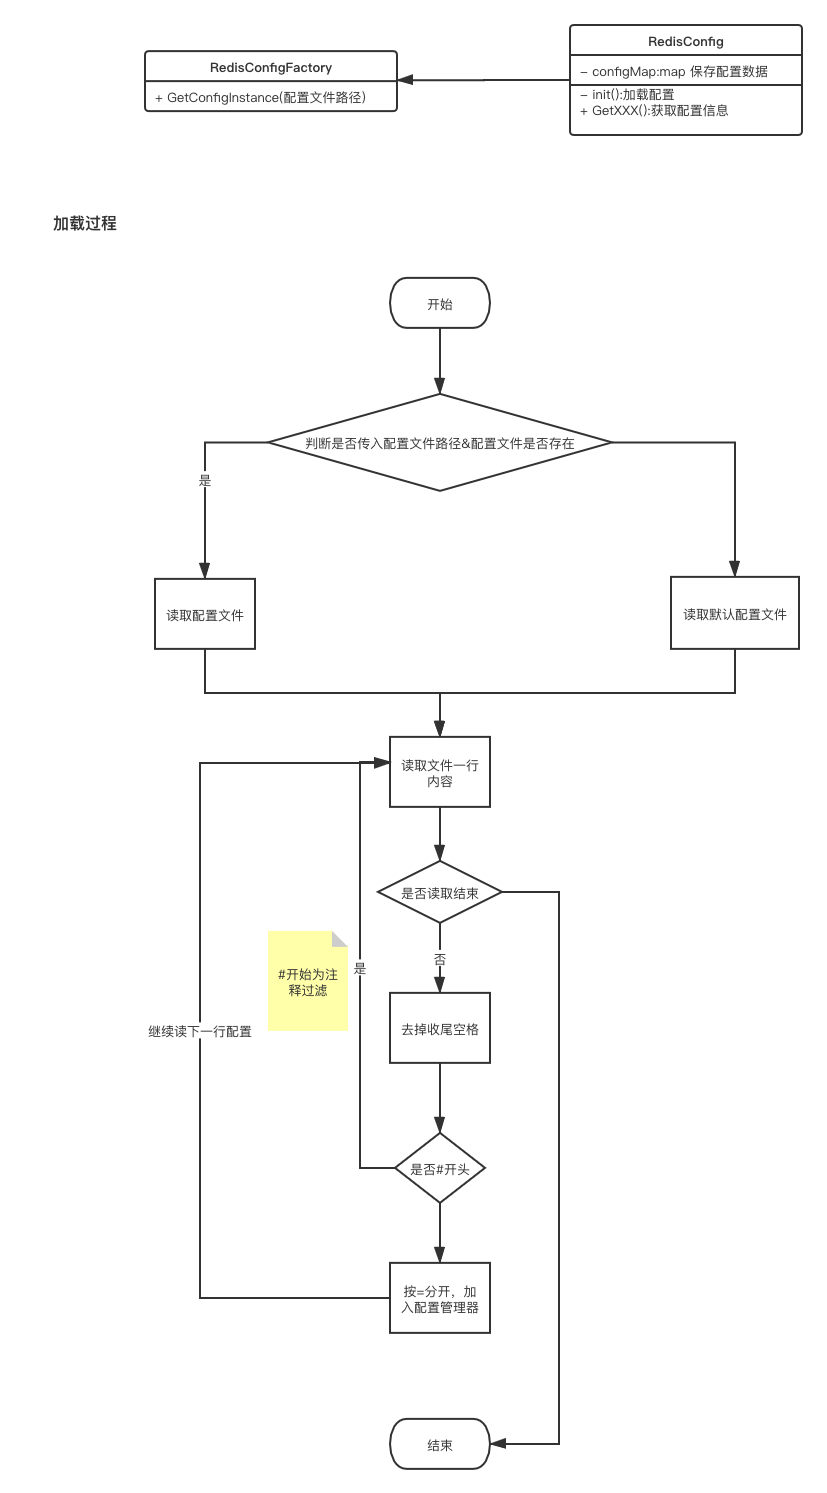 RedisConfigFactory
+ GetConfigInstance(配置文件路径)
RedisConfig
- configMap:map 保存配置数据
- init():加载配置
+ GetXXX():获取配置信息
加载过程
开始
判断是否传入配置文件路径&配置文件是否存在
是
读取配置文件
读取默认配置文件
读取文件一行
内容
是否读取结束
否
是
#开始为注
释过滤
去掉收尾空格
继续读下一行配置
是否#开头
按=分开，加
入配置管理器
结束